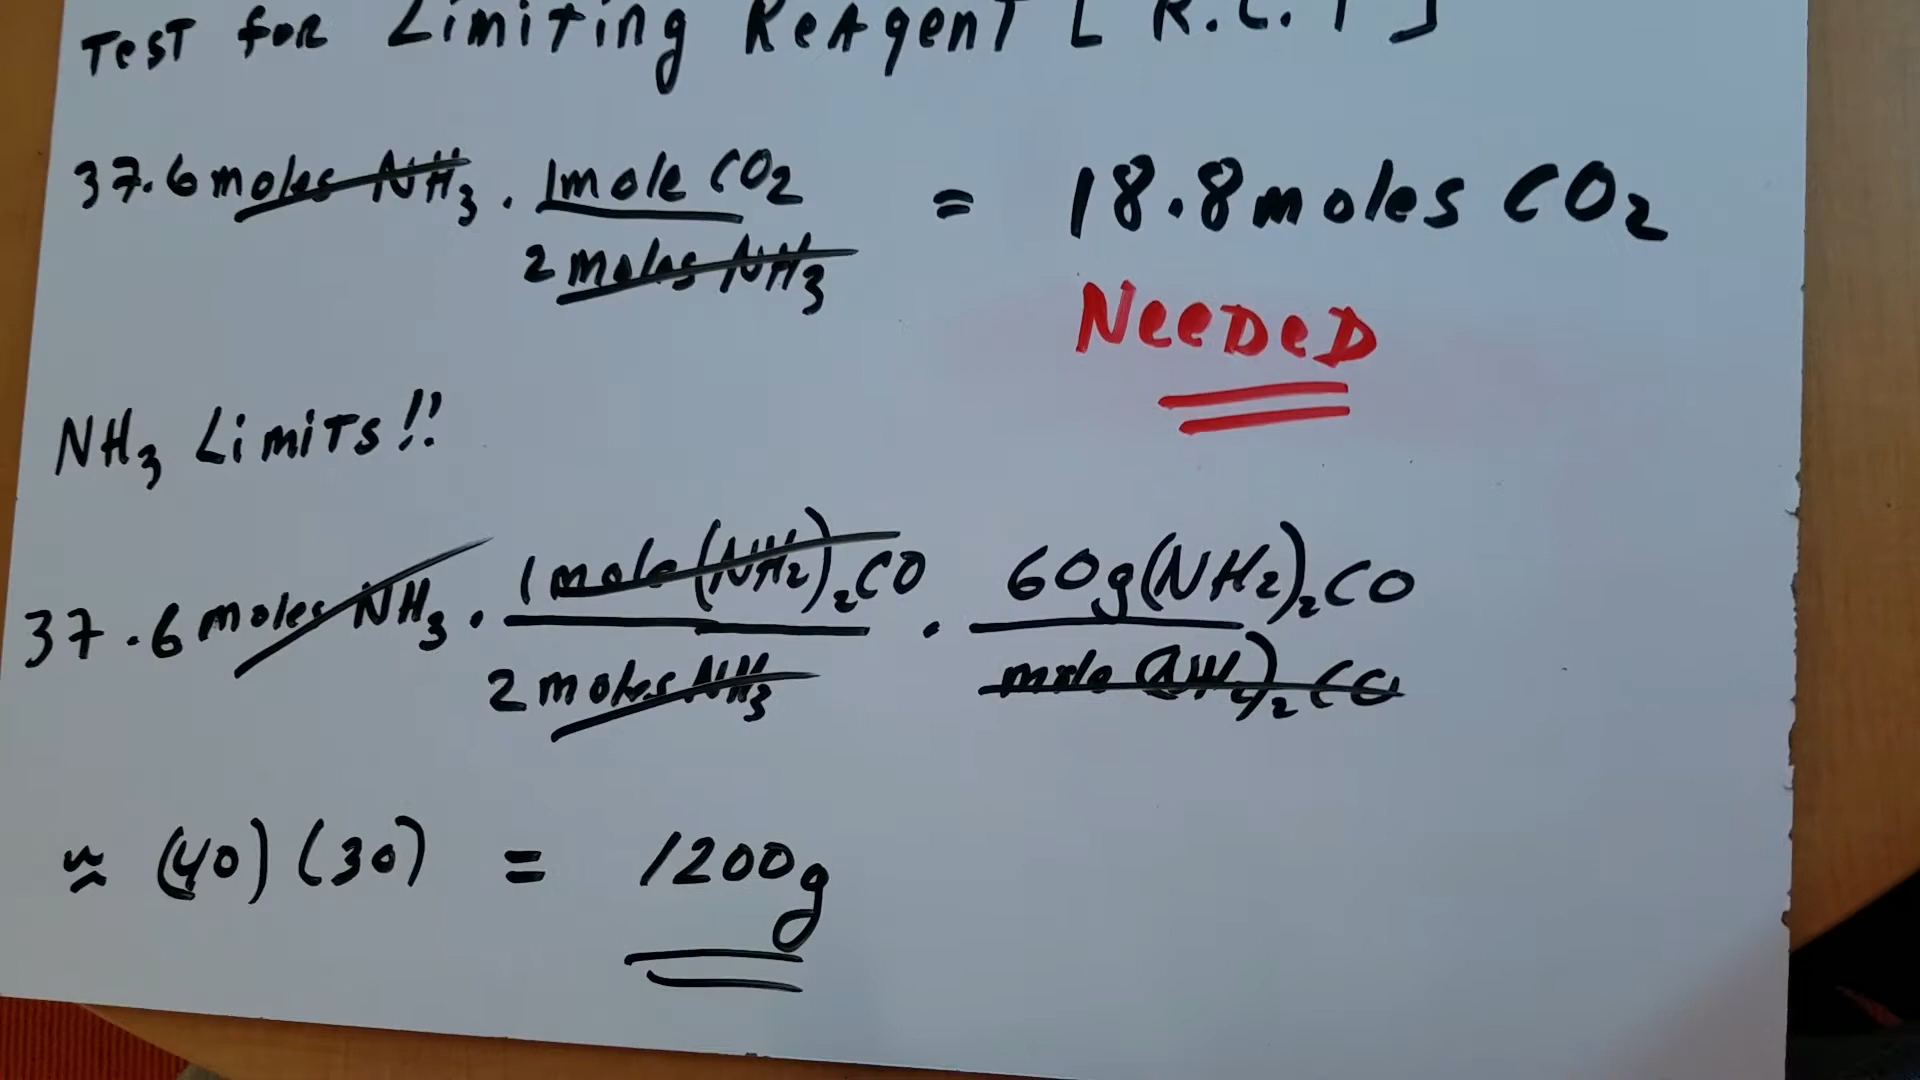 Test for Limiting Reagent [R.C.T]
37.6 moles NH3 . 1 mole CO2 / 2 moles NH3 = 18.8 moles CO2
Needed
NH3 Limits!!
37.6 moles NH3 . 1 mole (NH2)2CO / 2 moles NH3 . 60g (NH2)2CO / mole (NH2)2CO
≈ (40)(30) = 1200g